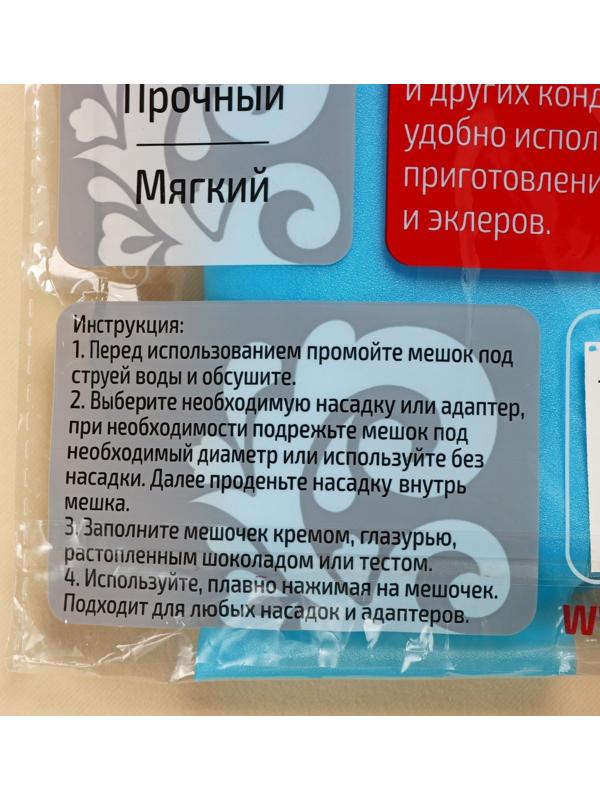 Прочный
Мягкий
и других
удобно
и эклеров.
Инструкция:
1. Перед использованием промойте мешок под
струей воды и обсушите.
2. Выберите необходимую насадку или адаптер,
при необходимости подрежьте мешок под
необходимый диаметр или используйте без
насадки. Далее проденьте насадку внутрь
мешка.
3. Заполните мешочек кремом, глазурью,
растопленным шоколадом или тестом.
4. Используйте, плавно нажимая на мешочек.
Подходит для любых насадок и адаптеров.